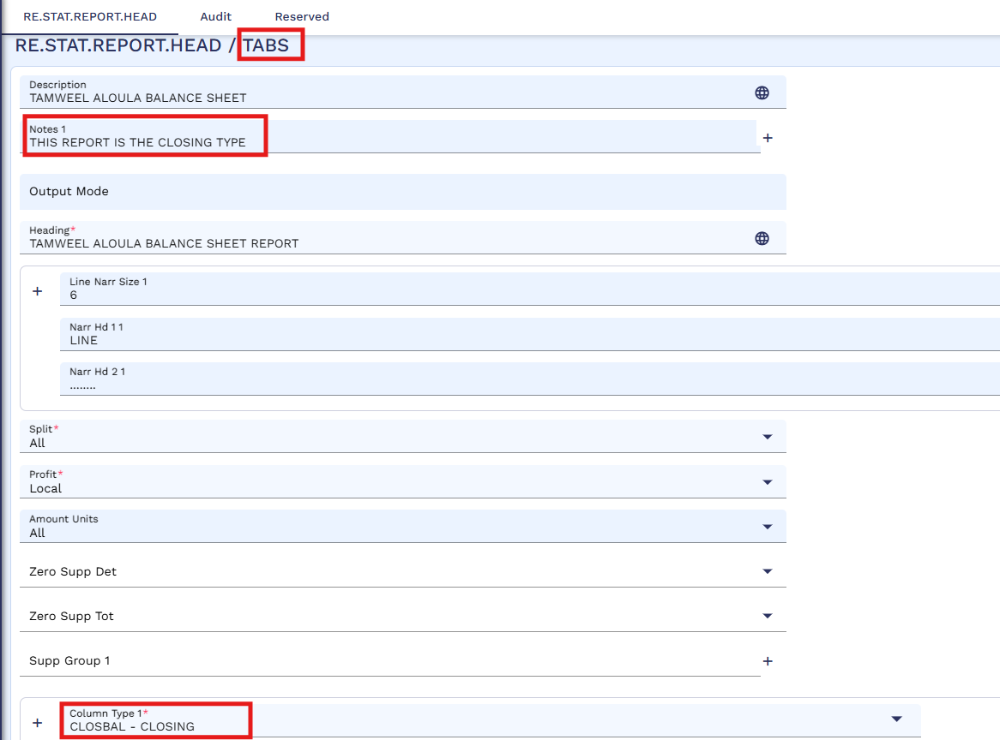 RE.STAT.REPORT.HEAD Audit Reserved
RE.STAT.REPORT.HEAD / TABS
Description
TAMWEEL ALOULA BALANCE SHEET
Notes 1
THIS REPORT IS THE CLOSING TYPE
+
Output Mode
Heading*
TAMWEEL ALOULA BALANCE SHEET REPORT
+
Line Narr Size 1
6
Narr Hd 1 1
LINE
Narr Hd 2 1
........
Split*
All
Profit*
Local
Amount Units
All
Zero Supp Det
Zero Supp Tot
Supp Group 1
+
+
Column Type 1*
CLOSBAL - CLOSING